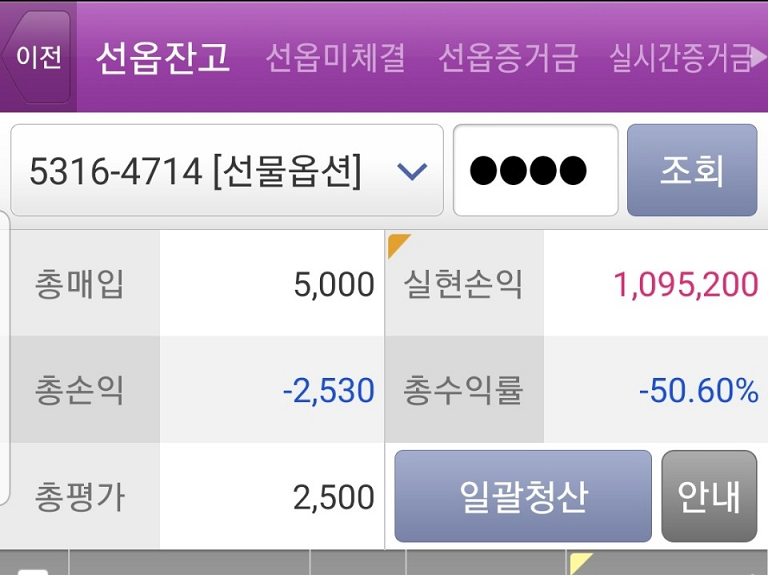 이전 선옵잔고 선옵미체결 선옵증거금 실시간증거금
5316-4714 [선물옵션] ●●●● 조회
총매입 5,000 실현손익 1,095,200
총손익 -2,530 총수익률 -50.60%
총평가 2,500 일괄청산 안내